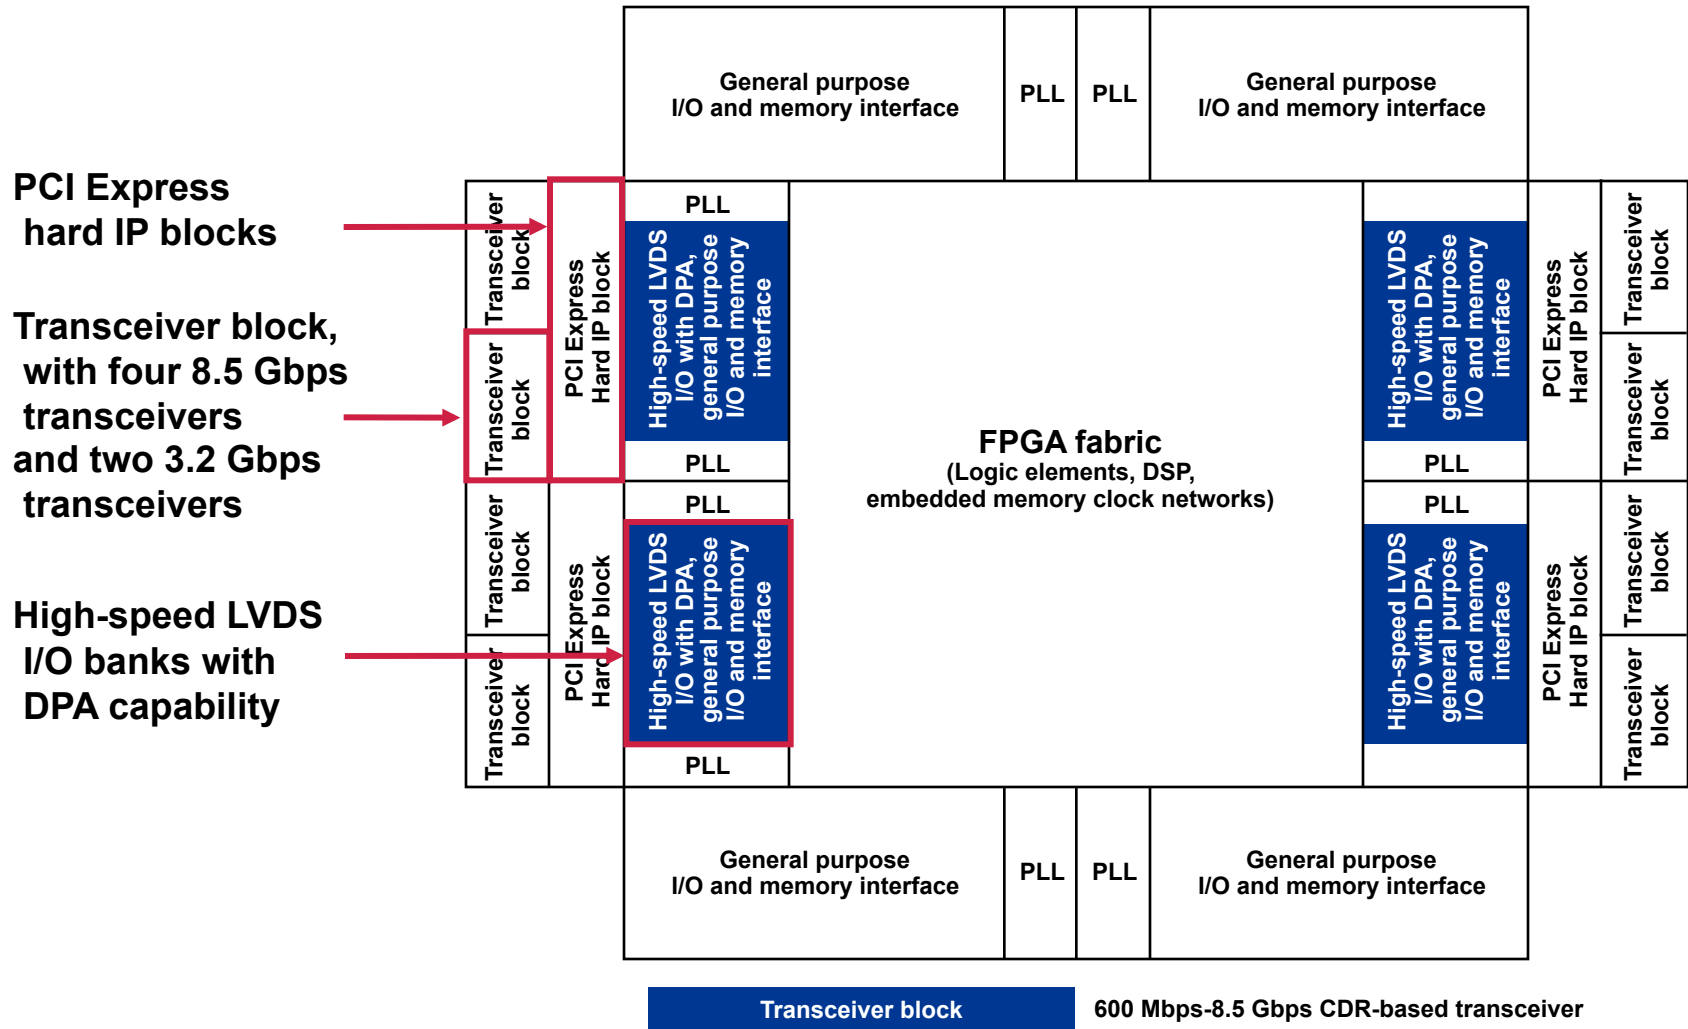 General purpose
I/O and memory interface
PLL
PLL
General purpose
I/O and memory interface
PCI Express
hard IP blocks
Transceiver block,
with four 8.5 Gbps
transceivers
and two 3.2 Gbps
transceivers
High-speed LVDS
I/O banks with
DPA capability
Transceiver
block
Transceiver
block
Transceiver
block
Transceiver
block
PCI Express
Hard IP block
PCI Express
Hard IP block
PLL
High-speed LVDS
I/O with DPA,
general purpose
I/O and memory
interface
PLL
PLL
High-speed LVDS
I/O with DPA,
general purpose
I/O and memory
interface
PLL
FPGA fabric
(Logic elements, DSP,
embedded memory clock networks)
PLL
High-speed LVDS
I/O with DPA,
general purpose
I/O and memory
interface
PLL
PLL
High-speed LVDS
I/O with DPA,
general purpose
I/O and memory
interface
PCI Express
Hard IP block
PCI Express
Hard IP block
Transceiver
block
Transceiver
block
Transceiver
block
Transceiver
block
General purpose
I/O and memory interface
PLL
PLL
General purpose
I/O and memory interface
Transceiver block
600 Mbps-8.5 Gbps CDR-based transceiver